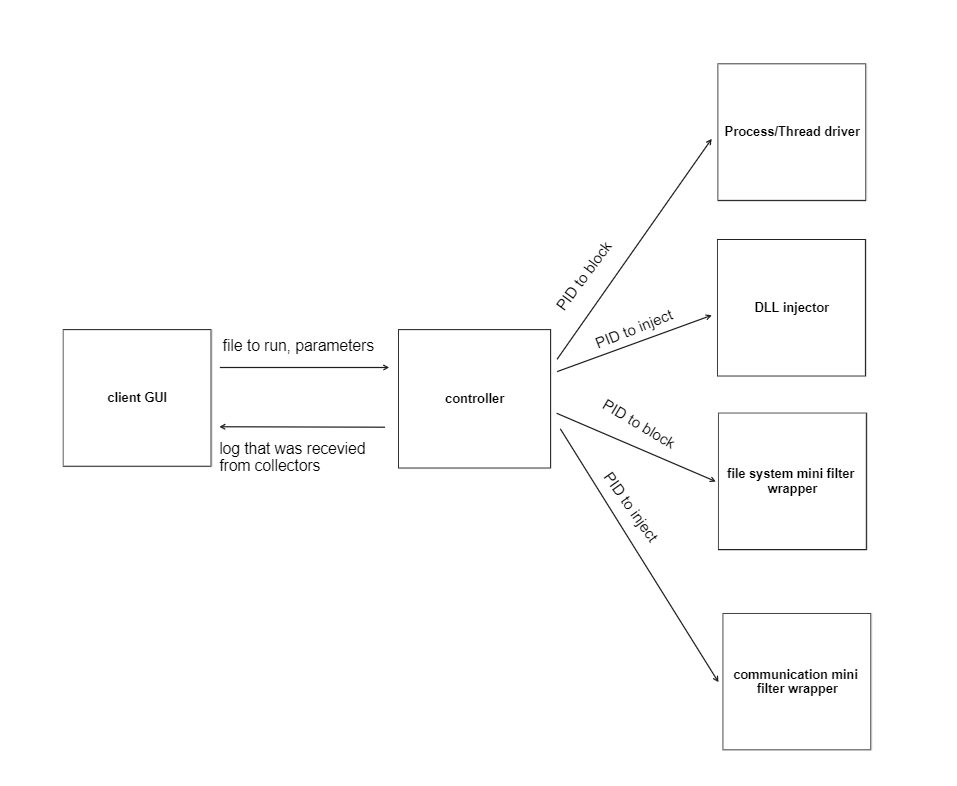 Process/Thread driver
PID to block
DLL injector
PID to inject
client GUI
file to run, parameters
log that was recevied
from collectors
controller
PID to block
file system mini filter
wrapper
PID to inject
communication mini
filter wrapper